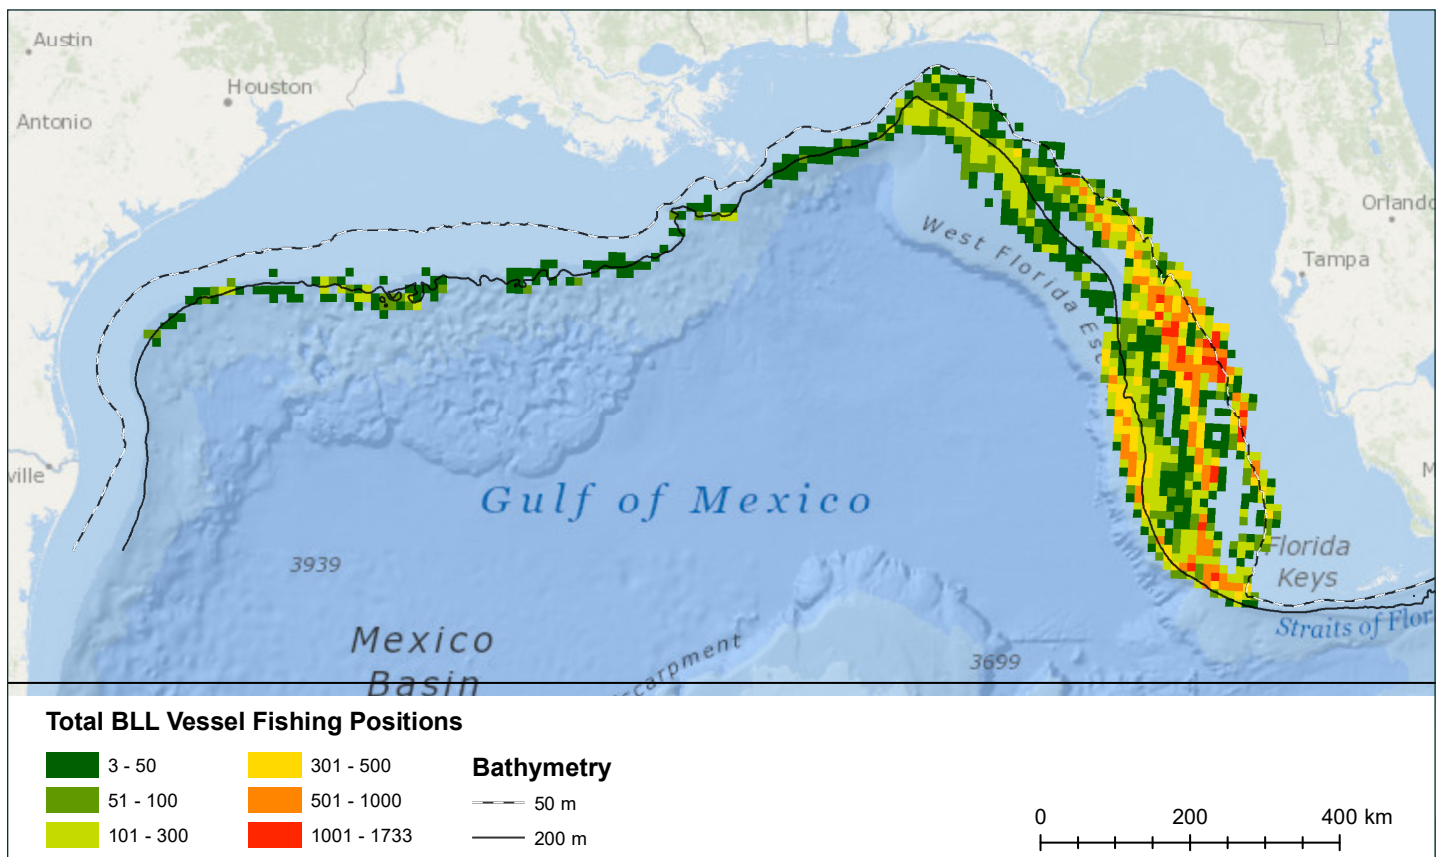 Austin
Houston
Antonio
Orlando
Tampa
West Florida Esc
ville
M
Gulf of Mexico
3939
Florida
Keys
Straits of Flor
Mexico
Basin
carpment
3699
Total BLL Vessel Fishing Positions
3 - 50
51 - 100
101 - 300
301 - 500
501 - 1000
1001 - 1733
Bathymetry
50 m
200 m
0 200 400 km